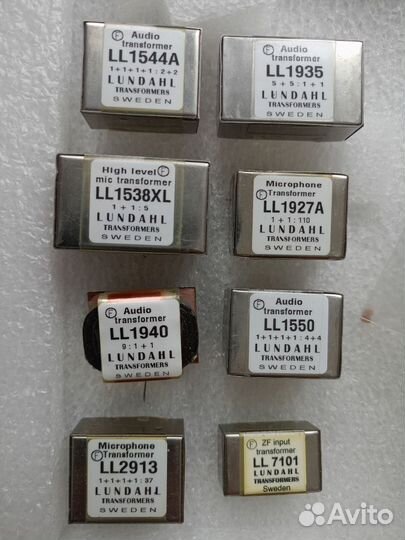 Ⓕ Audio
transformer
LL1544A
1+1+1+1:2+2
LUNDAHL
TRANSFORMERS
SWEDEN
Ⓕ Audio
transformer
LL1935
5+5:1+1
LUNDAHL
TRANSFORMERS
SWEDEN
High level Ⓕ
mic transformer
LL1538XL
1+1:5
LUNDAHL
TRANSFORMERS
SWEDEN
Microphone
Ⓕ Transformer
LL1927A
1+1:110
LUNDAHL
TRANSFORMERS
SWEDEN
Ⓕ Audio
transformer
LL1940
9:1+1
LUNDAHL
TRANSFORMERS
SWEDEN
Ⓕ Audio
transformer
LL1550
1+1+1+1:4+4
LUNDAHL
TRANSFORMERS
SWEDEN
Microphone
Ⓕ Transformer
LL2913
1+1+1+1:37
LUNDAHL
TRANSFORMERS
SWEDEN
Ⓕ ZF input
transformer
LL 7101
LUNDAHL
TRANSFORMERS
Sweden
Avito